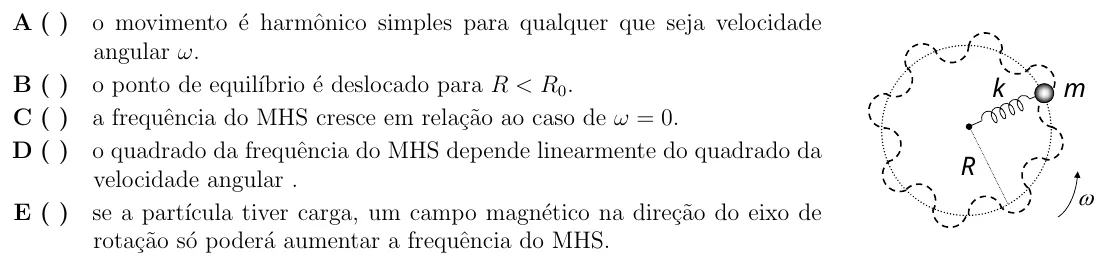 A ( ) o movimento é harmônico simples para qualquer que seja velocidade
angular ω.
B ( ) o ponto de equilíbrio é deslocado para R < R₀.
C ( ) a frequência do MHS cresce em relação ao caso de ω = 0.
D ( ) o quadrado da frequência do MHS depende linearmente do quadrado da
velocidade angular .
E ( ) se a partícula tiver carga, um campo magnético na direção do eixo de
rotação só poderá aumentar a frequência do MHS.
k
m
R
ω